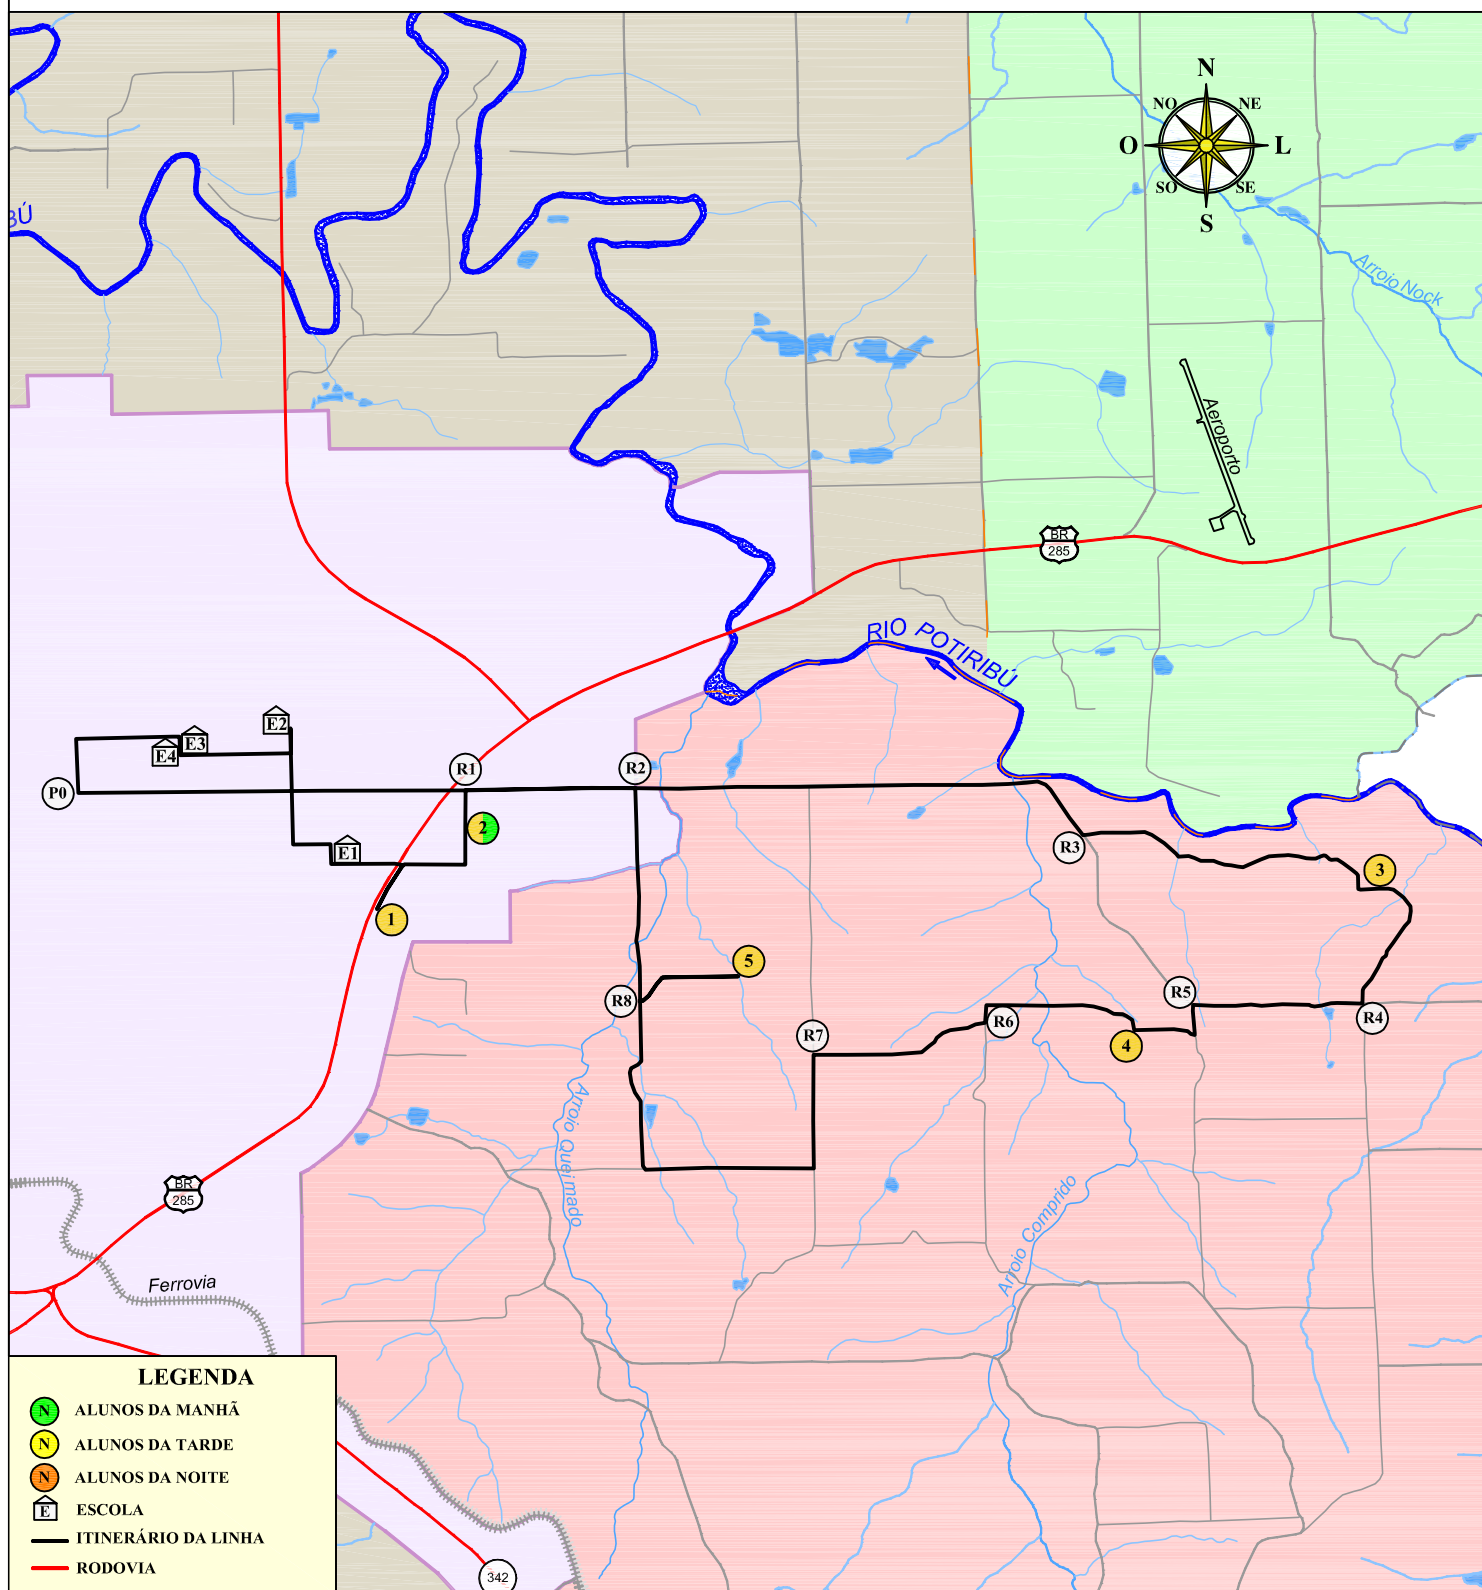 N
NO
NE
O
L
SO
SE
S
BÚ
Arroio Nock
Aeroporto
BR
285
RIO POTIRIBÚ
E2
E3
E4
R1
R2
P0
2
E1
R3
3
1
5
R5
R8
R4
R7
R6
4
Arroio Queimado
BR
285
Arroio Comprido
Ferrovia
LEGENDA
N ALUNOS DA MANHÃ
N ALUNOS DA TARDE
N ALUNOS DA NOITE
E ESCOLA
ITINERÁRIO DA LINHA
RODOVIA
342